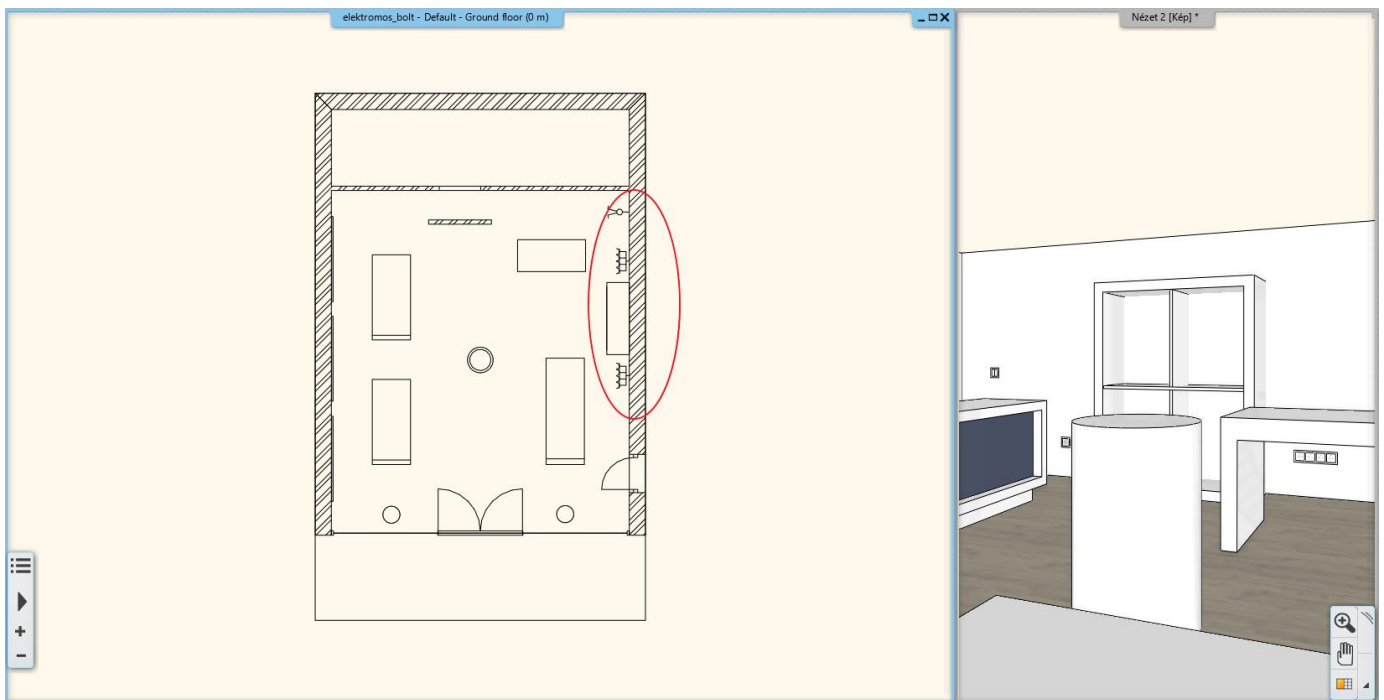 elektromos_bolt - Default - Ground floor (0 m)
Nézet 2 [Kép] *